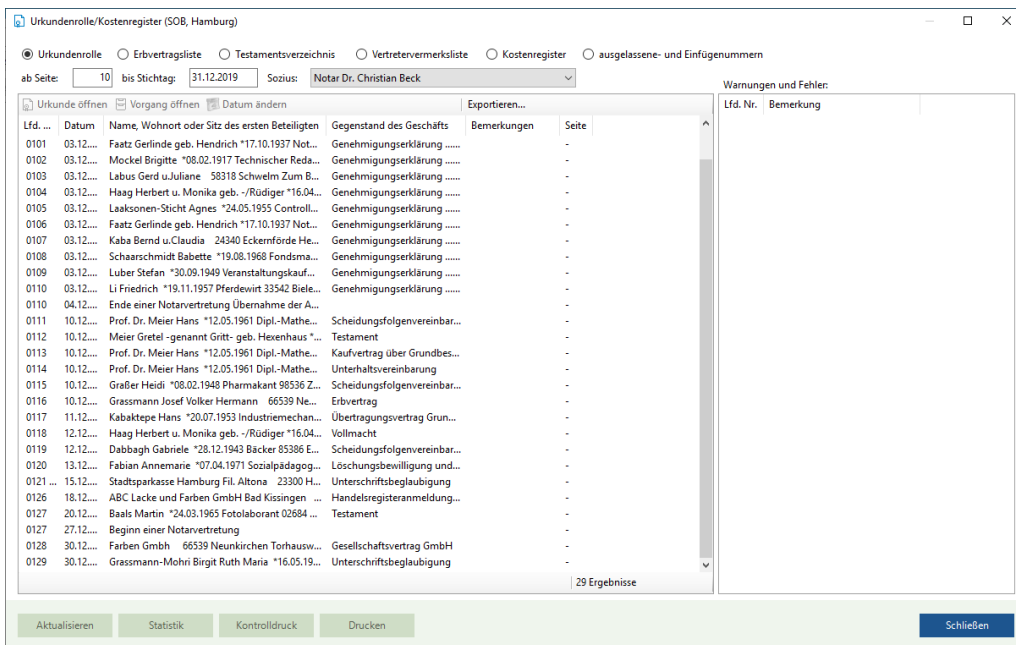 Urkundenrolle/Kostenregister (SOB, Hamburg)
Urkundenrolle Erbvertragsliste Testamentsverzeichnis Vertretervermerksliste Kostenregister ausgelassene- und Einfügenummern
ab Seite: 10 bis Stichtag: 31.12.2019 Sozius: Notar Dr. Christian Beck
Warnungen und Fehler:
Urkunde öffnen Vorgang öffnen Datum ändern Exportieren...
Lfd. Nr. Bemerkung
Lfd. ... Datum Name, Wohnort oder Sitz des ersten Beteiligten Gegenstand des Geschäfts Bemerkungen Seite
0101 03.12.... Faatz Gerlinde geb. Hendrich *17.10.1937 Not... Genehmigungserklärung ...... -
0102 03.12.... Mockel Brigitte *08.02.1917 Technischer Reda... Genehmigungserklärung ...... -
0103 03.12.... Labus Gerd u.Juliane 58318 Schwelm Zum B... Genehmigungserklärung ...... -
0104 03.12.... Haag Herbert u. Monika geb. -/Rüdiger *16.04... Genehmigungserklärung ...... -
0105 03.12.... Laaksonen-Sticht Agnes *24.05.1955 Controll... Genehmigungserklärung ...... -
0106 03.12.... Faatz Gerlinde geb. Hendrich *17.10.1937 Not... Genehmigungserklärung ...... -
0107 03.12.... Kaba Bernd u.Claudia 24340 Eckernförde He... Genehmigungserklärung ...... -
0108 03.12.... Schaarschmidt Babette *19.08.1968 Fondsma... Genehmigungserklärung ...... -
0109 03.12.... Luber Stefan *30.09.1949 Veranstaltungskauf... Genehmigungserklärung ...... -
0110 03.12.... Li Friedrich *19.11.1957 Pferdewirt 33542 Biele... Genehmigungserklärung ...... -
0110 04.12.... Ende einer Notarvertretung Übernahme der A... -
0111 10.12.... Prof. Dr. Meier Hans *12.05.1961 Dipl.-Mathe... Scheidungsfolgenvereinbar... -
0112 10.12.... Meier Gretel -genannt Gritt- geb. Hexenhaus *... Testament -
0113 10.12.... Prof. Dr. Meier Hans *12.05.1961 Dipl.-Mathe... Kaufvertrag über Grundbes... -
0114 10.12.... Prof. Dr. Meier Hans *12.05.1961 Dipl.-Mathe... Unterhaltsvereinbarung -
0115 10.12.... Graßer Heidi *08.02.1948 Pharmakant 98536 Z... Scheidungsfolgenvereinbar... -
0116 10.12.... Grassmann Josef Volker Hermann 66539 Ne... Erbvertrag -
0117 11.12.... Kabaktepe Hans *20.07.1953 Industriemechan... Übertragungsvertrag Grun... -
0118 12.12.... Haag Herbert u. Monika geb. -/Rüdiger *16.04... Vollmacht -
0119 12.12.... Dabbagh Gabriele *28.12.1943 Bäcker 85386 E... Scheidungsfolgenvereinbar... -
0120 13.12.... Fabian Annemarie *07.04.1971 Sozialpädagog... Löschungsbewilligung und... -
0121 ... 15.12.... Stadtsparkasse Hamburg Fil. Altona 23300 H... Unterschriftsbeglaubigung -
0126 18.12.... ABC Lacke und Farben GmbH Bad Kissingen ... Handelsregisteranmeldung... -
0127 20.12.... Baals Martin *24.03.1965 Fotolaborant 02684 ... Testament -
0127 27.12.... Beginn einer Notarvertretung -
0128 30.12.... Farben Gmbh 66539 Neunkirchen Torhausw... Gesellschaftsvertrag GmbH -
0129 30.12.... Grassmann-Mohri Birgit Ruth Maria *16.05.19... Unterschriftsbeglaubigung -
29 Ergebnisse
Aktualisieren Statistik Kontrolldruck Drucken Schließen